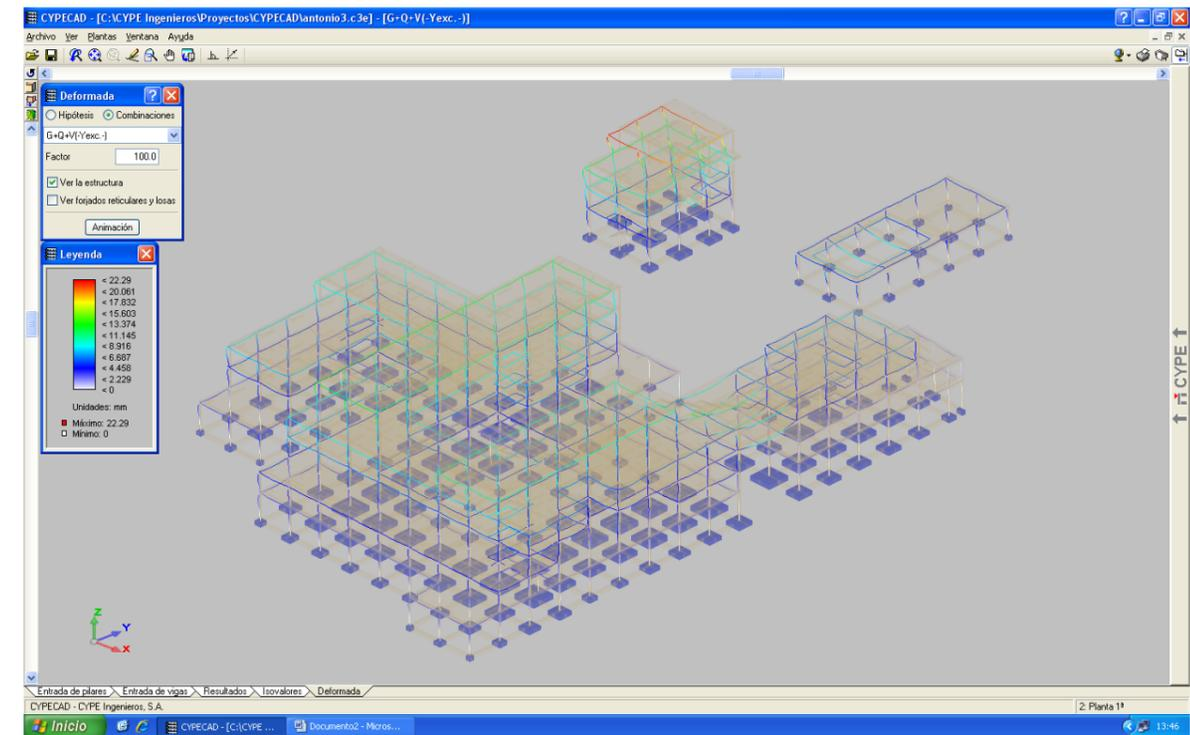 CYPECAD - [C:\CYPE Ingenieros\Proyectos\CYPECAD\antonio3.c3e] - [G+Q+V(-Yexc.-)]
Archivo Ver Plantas Ventana Ayuda
Deformada
Hipótesis Combinaciones
G+Q+V(-Yexc.-)
Factor 100.0
Ver la estructura
Ver forjados reticulares y losas
Animación
Leyenda
< 22.29
< 20.061
< 17.832
< 15.603
< 13.374
< 11.145
< 8.916
< 6.687
< 4.458
< 2.229
< 0
Unidades: mm
Máximo: 22.29
Mínimo: 0
CYPE
Z
Y
X
Entrada de pilares Entrada de vigas Resultados Isovalores Deformada
CYPECAD - CYPE Ingenieros, S.A.
2: Planta 1ª
Inicio
CYPECAD - [C:\CYPE ...
Documento2 - Micros...
13:46